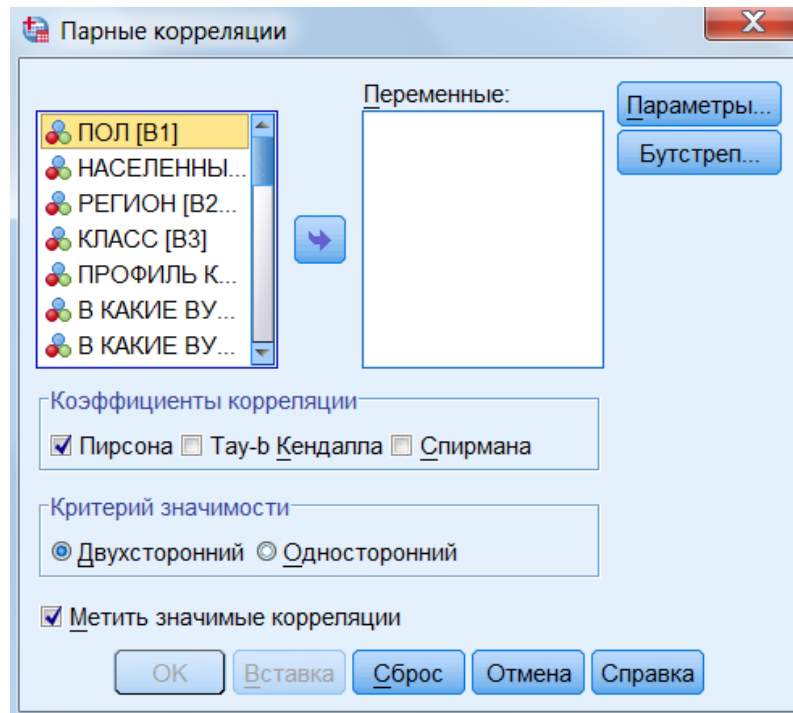 Парные корреляции
Переменные:
ПОЛ [B1]
НАСЕЛЕННЫ...
РЕГИОН [B2...
КЛАСС [B3]
ПРОФИЛЬ К...
В КАКИЕ ВУ...
В КАКИЕ ВУ...
Параметры...
Бутстреп...
Коэффициенты корреляции
Пирсона Тау-b Кендалла Спирмана
Критерий значимости
Двухсторонний Односторонний
Метить значимые корреляции
OK Вставка Сброс Отмена Справка